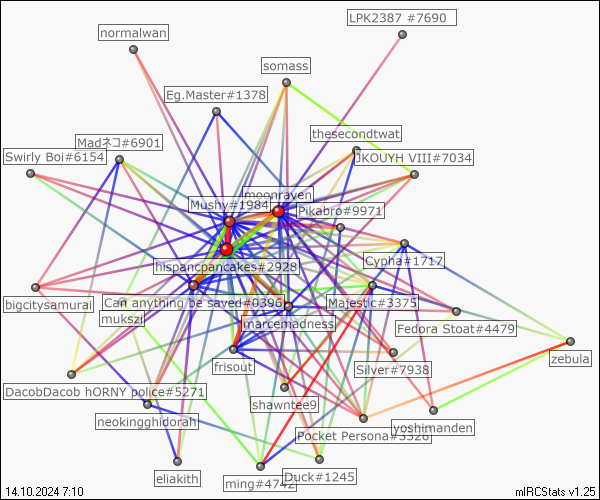 LPK2387 #7690
normalwan
somass
Eg.Master#1378
thesecondtwat
Madネコ#6901
Swirly Boi#6154
JKOUYH VIII#7034
moonraven
Mushy#1984
Pikabro#9971
Cypha#1717
hispancpancakes#2928
bigcitysamurai
Can anything be saved#0396
Majestic#3375
mukszi
marcemadness
Fedora Stoat#4479
frisout
Silver#7938
zebula
DacobDacob hORNY police#5271
shawntee9
neokingghidorah
yoshimanden
Pocket Persona#3326
eliakith
ming#4742
Duck#1245
14.10.2024 7:10
mIRCStats v1.25